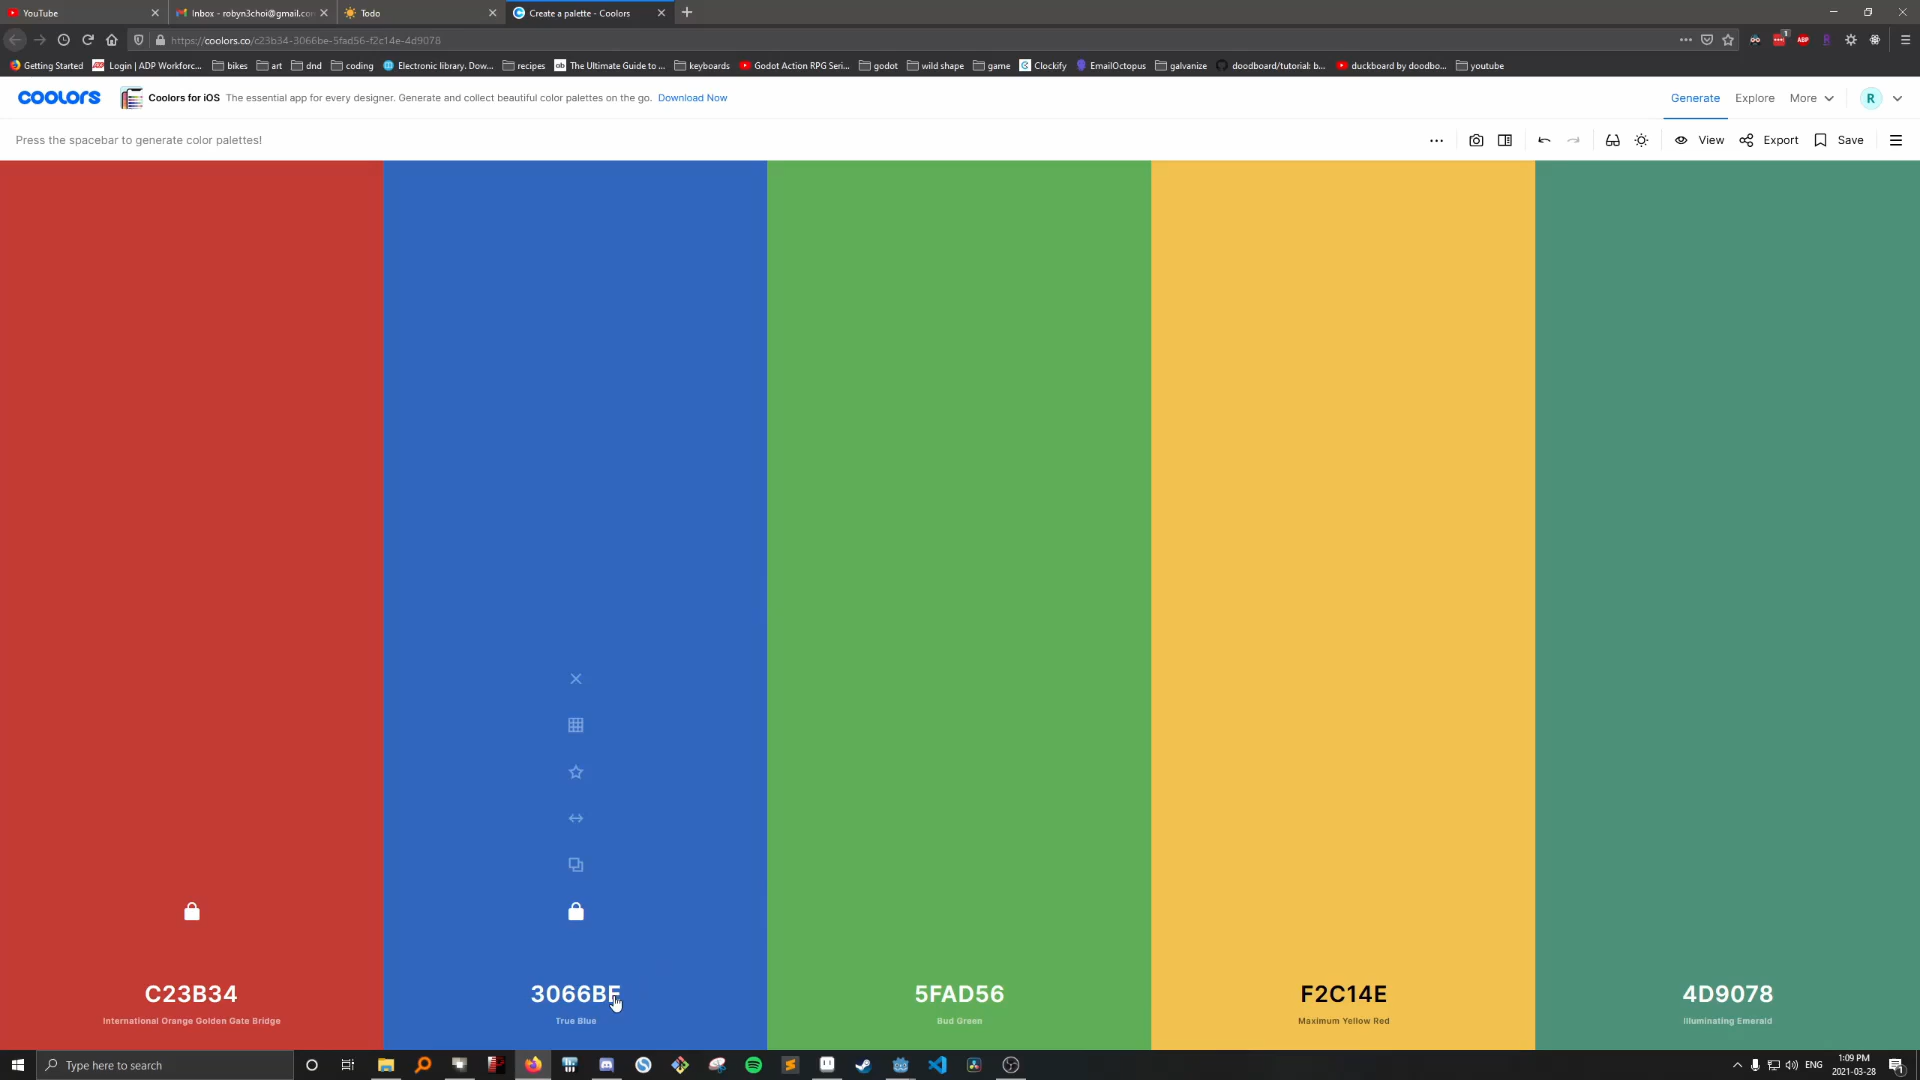 YouTube
Inbox - robyn3choi@gmail.co
Todo
Create a palette - Coolors
https://coolors.co/c23b34-3066be-5fad56-f2c14e-4d9078
1
Getting Started
Login | ADP Workforc...
bikes
art
dnd
coding
Electronic library. Dow...
recipes
ab
The Ultimate Guide to ...
keyboards
Godot Action RPG Seri...
godot
wild shape
game
Clockify
EmailOctopus
galvanize
doodboard/tutorial: b...
duckboard by doodbo...
youtube
coolors
Coolors for iOS
The essential app for every designer. Generate and collect beautiful color palettes on the go.
Download Now
Generate
Explore
More
R
Press the spacebar to generate color palettes!
View
Export
Save
C23B34
International Orange Golden Gate Bridge
3066BE
True Blue
5FAD56
Bud Green
F2C14E
Maximum Yellow Red
4D9078
Illuminating Emerald
Type here to search
ENG
1:09 PM
2021-03-28